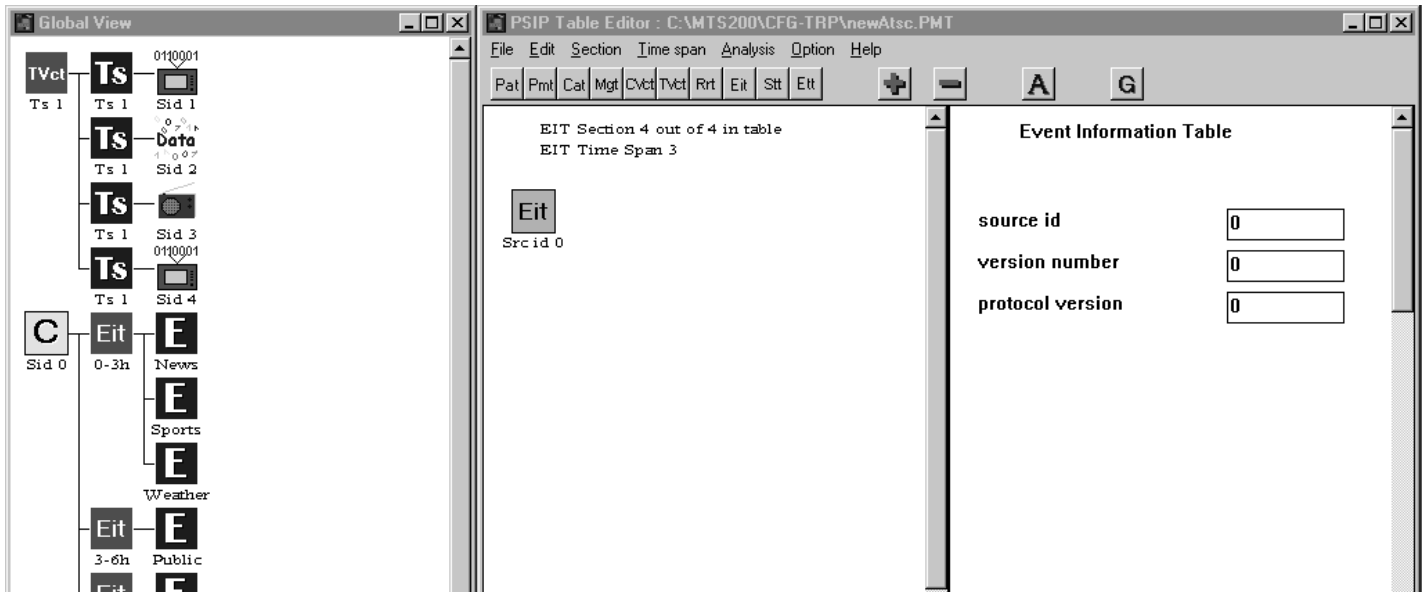 Global View
0110001
TVct Ts
Ts 1 Ts 1 Sid 1
Ts Data
Ts 1 Sid 2
Ts
Ts 1 Sid 3
0110001
Ts
Ts 1 Sid 4
C Eit E
Sid 0 0-3h News
E
Sports
E
Weather
Eit E
3-6h Public
Eit E
PSIP Table Editor : C:\MTS200\CFG-TRP\newAtsc.PMT
File Edit Section Time span Analysis Option Help
Pat Pmt Cat Mgt CVct TVct Rrt Eit Stt Ett A G
EIT Section 4 out of 4 in table
EIT Time Span 3
Eit
Src id 0
Event Information Table
source id 0
version number 0
protocol version 0